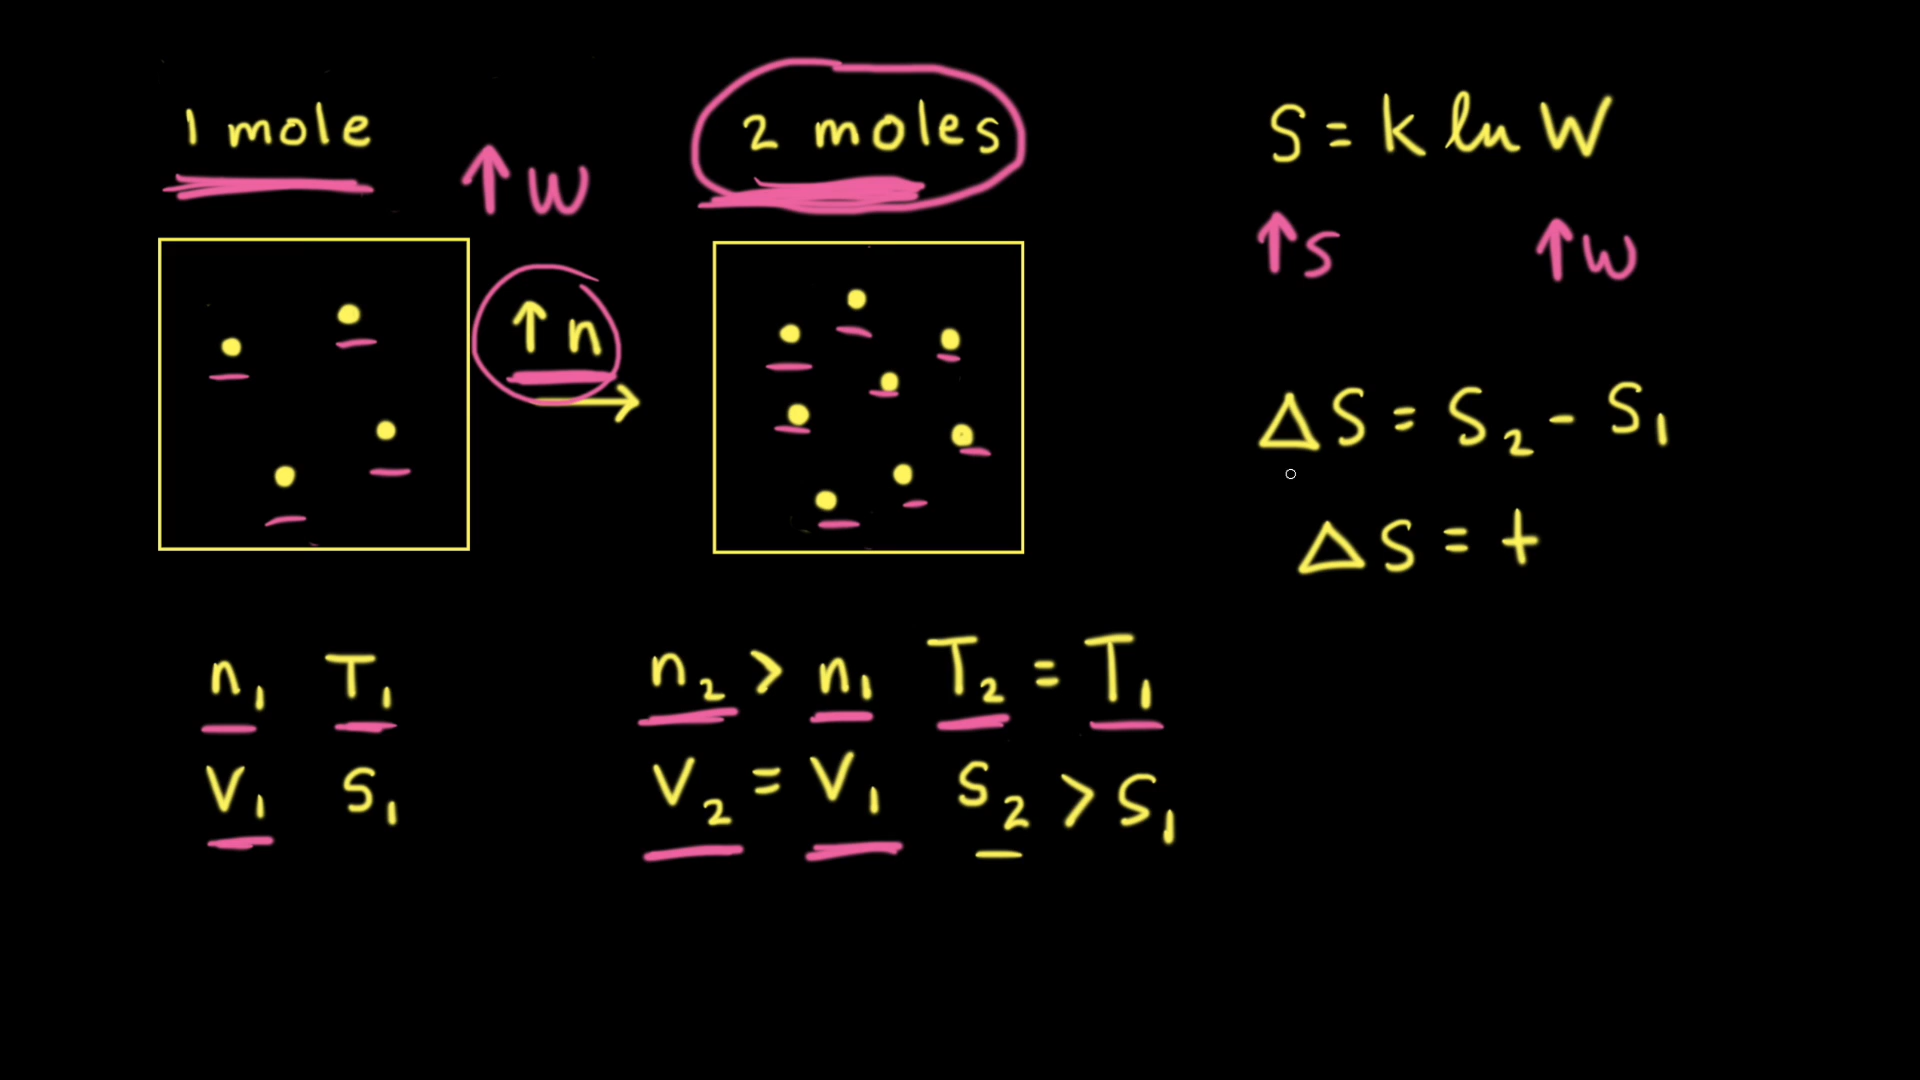 1 mole
↑ W
2 moles
↑ n
→
S = k ln W
↑ S
↑ W
ΔS = S₂ - S₁
ΔS = +
n₁ T₁
V₁ S₁
n₂ > n₁ T₂ = T₁
V₂ = V₁ S₂ > S₁